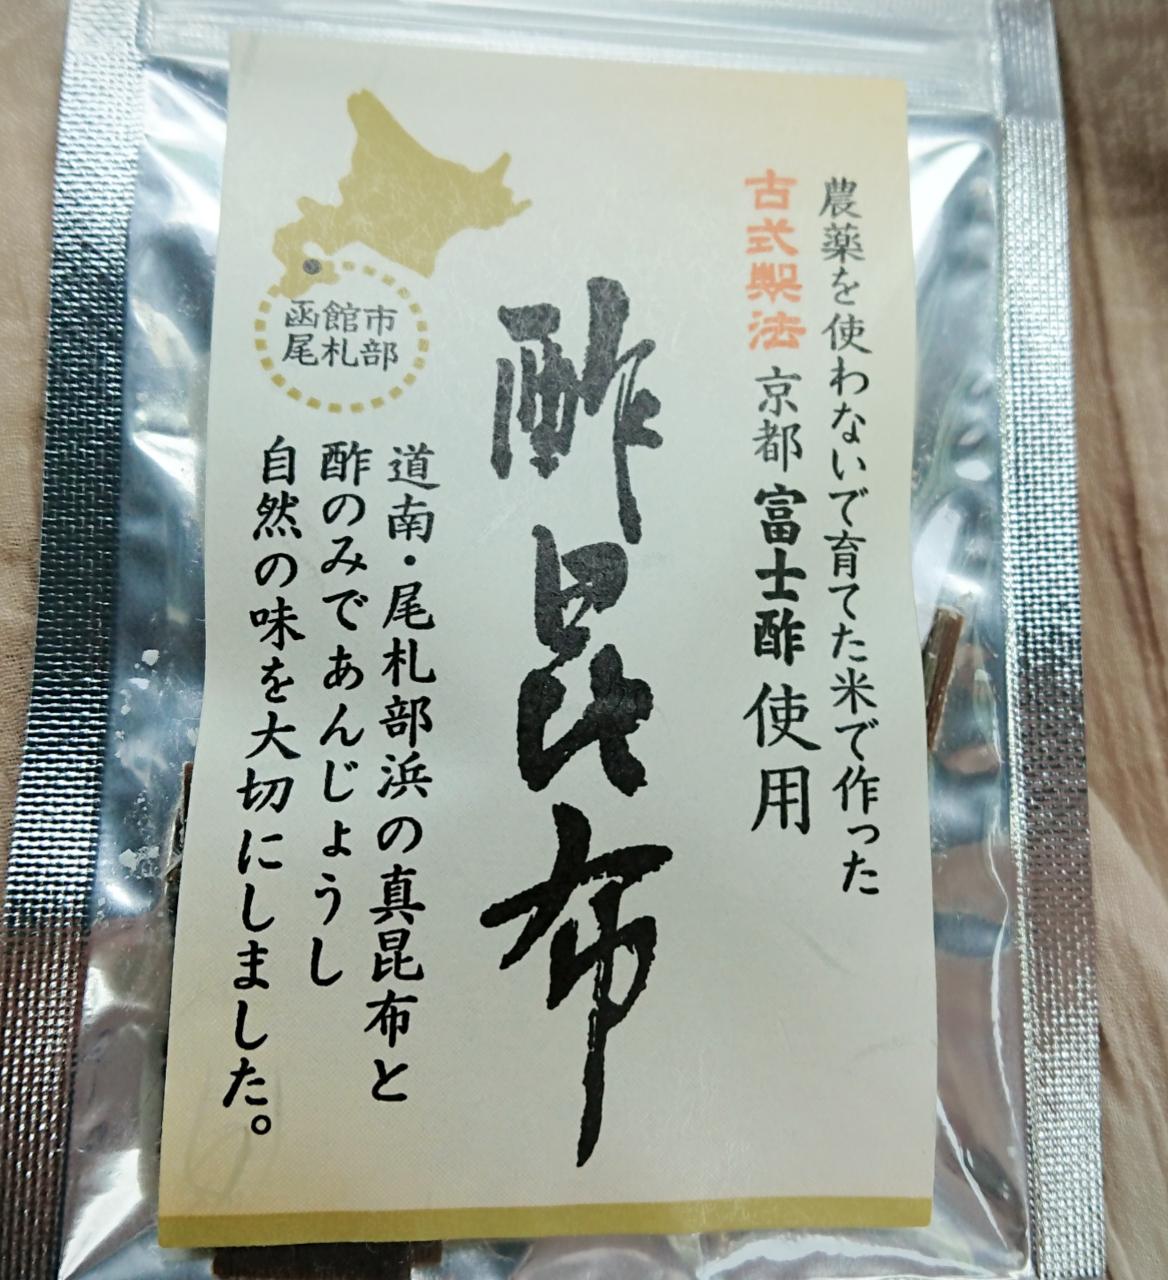 農薬を使わないで育てた米で作った
古式製法 京都 富士酢 使用
酢昆布
函館市
尾札部
道南・尾札部浜の真昆布と
酢のみであんじょうし
自然の味を大切にしました。